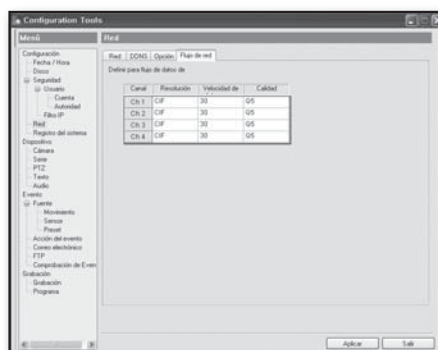 Configuration Tools
Menú
Red
Configuración
Fecha / Hora
Disco
Seguridad
Usuario
Cuenta
Autoridad
Filtro IP
Red
Registro del sistema
Dispositivo
Cámara
Serie
PTZ
Texto
Audio
Evento
Fuente
Movimiento
Sensor
Preset
Acción del evento
Correo electrónico
FTP
Comprobación de Even
Grabación
Grabación
Programa
Red DDNS Opción Flujo de red
Definir para flujo de datos de
Canal Resolución Velocidad de Calidad
Ch 1 CIF 30 Q5
Ch 2 CIF 30 Q5
Ch 3 CIF 30 Q5
Ch 4 CIF 30 Q5
Aplicar Salir